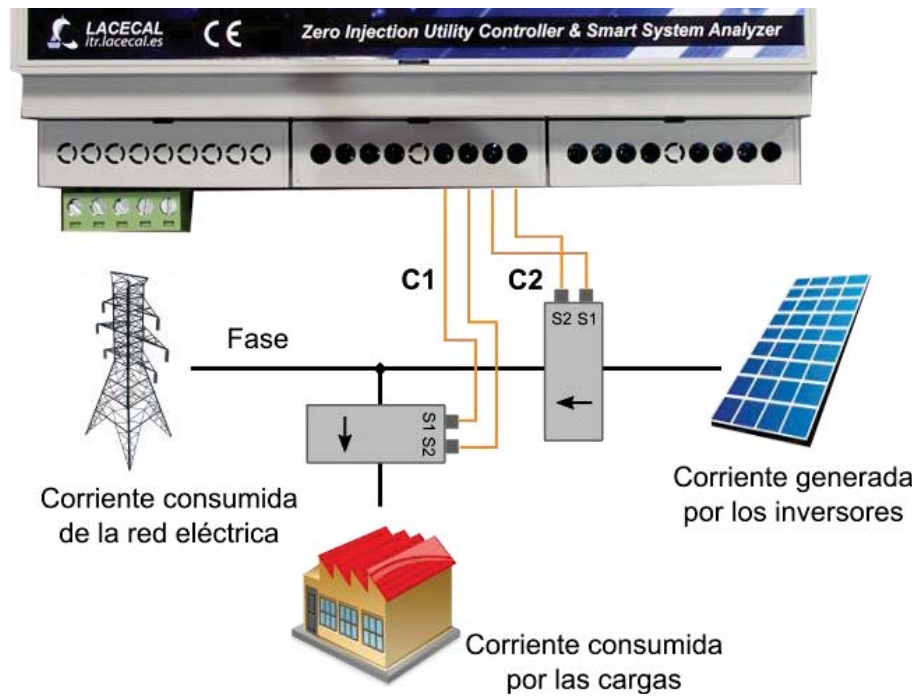 LACECAL
itr.lacecal.es
CE
Zero Injection Utility Controller & Smart System Analyzer
C1
C2
S2 S1
Fase
S1
S2
Corriente consumida
de la red eléctrica
Corriente generada
por los inversores
Corriente consumida
por las cargas